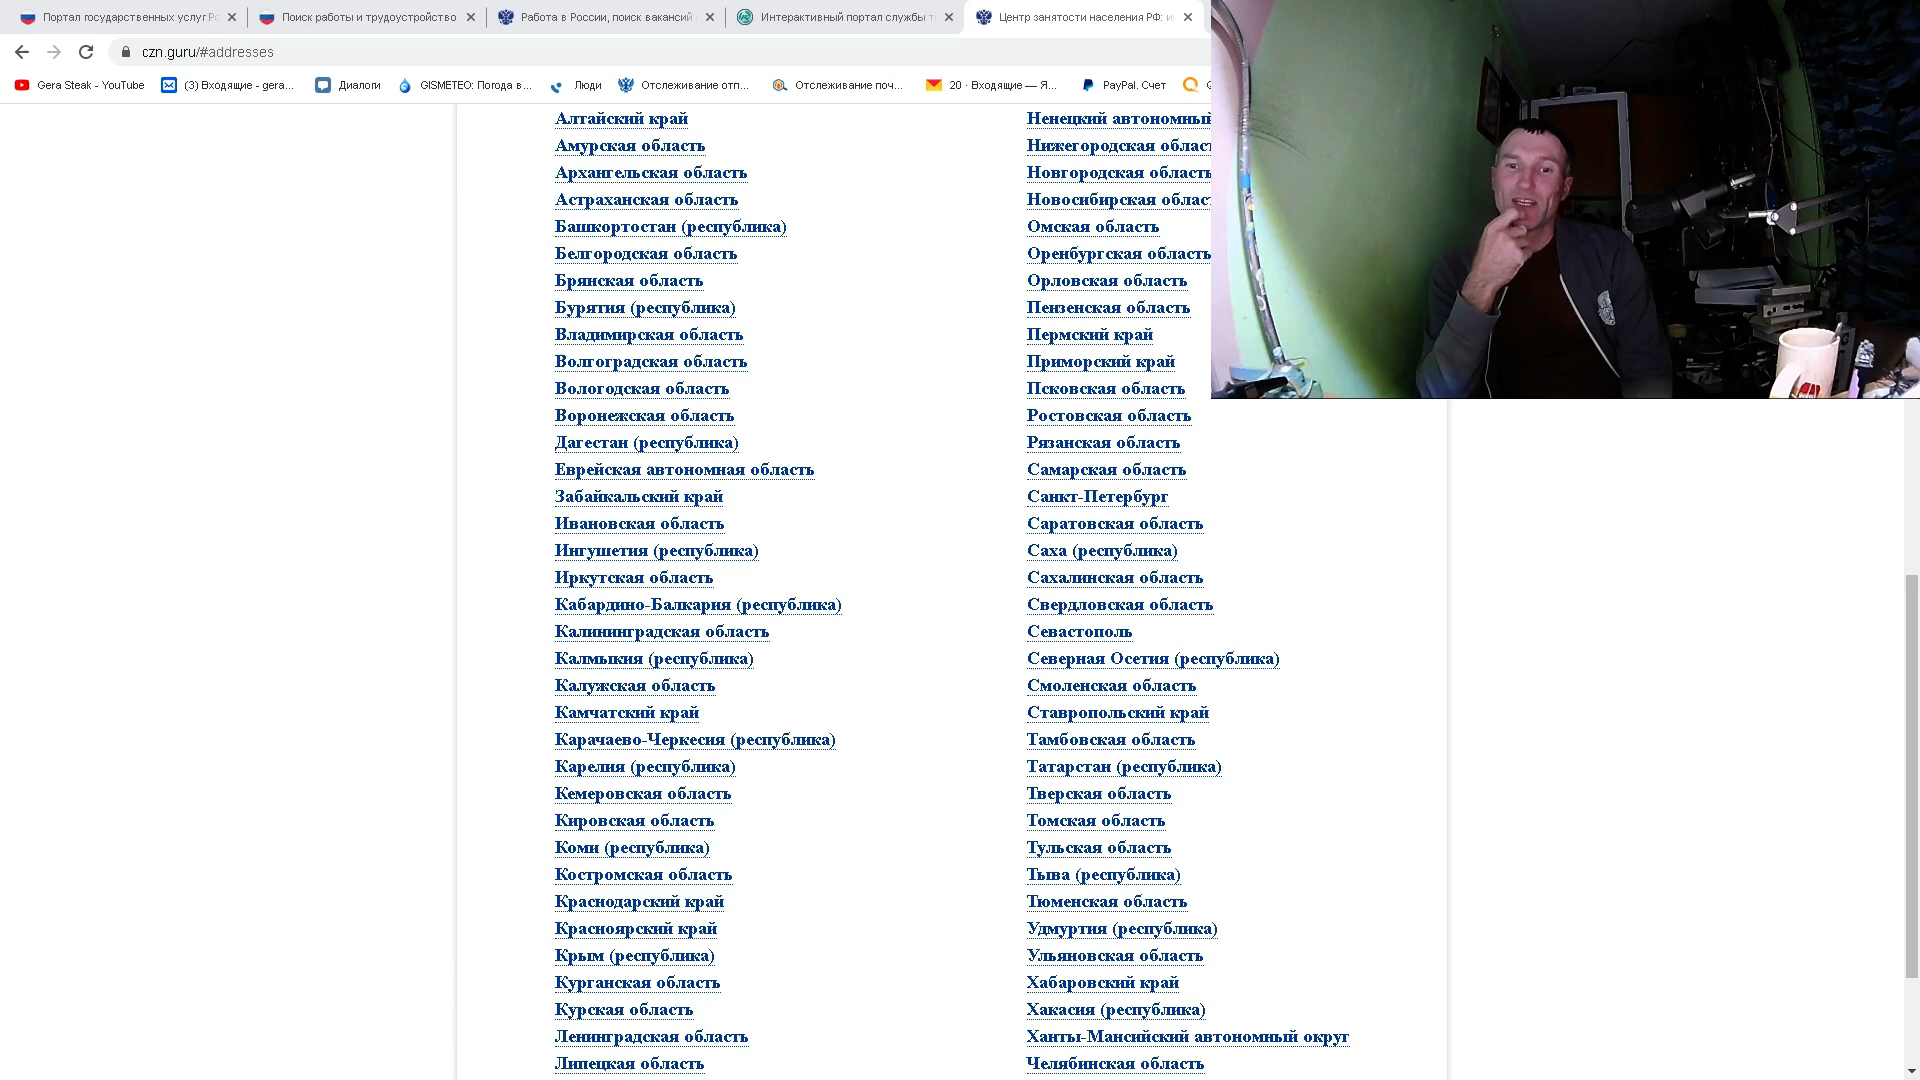 Портал государственных услуг Р
Поиск работы и трудоустройство
Работа в России, поиск вакансий
Интерактивный портал службы т
Центр занятости населения РФ: и
czn.guru/#addresses
Gera Steak - YouTube
(3) Входящие - gera...
Диалоги
GISMETEO: Погода в...
Люди
Отслеживание отп...
Отслеживание поч...
20 · Входящие — Я...
PayPal. Счет
Алтайский край
Амурская область
Архангельская область
Астраханская область
Башкортостан (республика)
Белгородская область
Брянская область
Бурятия (республика)
Владимирская область
Волгоградская область
Вологодская область
Воронежская область
Дагестан (республика)
Еврейская автономная область
Забайкальский край
Ивановская область
Ингушетия (республика)
Иркутская область
Кабардино-Балкария (республика)
Калининградская область
Калмыкия (республика)
Калужская область
Камчатский край
Карачаево-Черкесия (республика)
Карелия (республика)
Кемеровская область
Кировская область
Коми (республика)
Костромская область
Краснодарский край
Красноярский край
Крым (республика)
Курганская область
Курская область
Ленинградская область
Липецкая область
Ненецкий автономный
Нижегородская област
Новгородская область
Новосибирская област
Омская область
Оренбургская область
Орловская область
Пензенская область
Пермский край
Приморский край
Псковская область
Ростовская область
Рязанская область
Самарская область
Санкт-Петербург
Саратовская область
Саха (республика)
Сахалинская область
Свердловская область
Севастополь
Северная Осетия (республика)
Смоленская область
Ставропольский край
Тамбовская область
Татарстан (республика)
Тверская область
Томская область
Тульская область
Тыва (республика)
Тюменская область
Удмуртия (республика)
Ульяновская область
Хабаровский край
Хакасия (республика)
Ханты-Мансийский автономный округ
Челябинская область